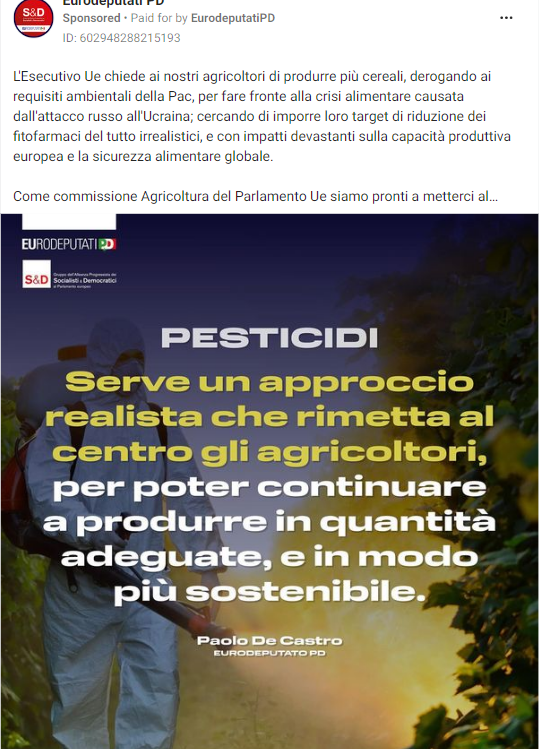 Eurodeputati PD
Sponsored • Paid for by EurodeputatiPD
ID: 602948288215193
L'Esecutivo Ue chiede ai nostri agricoltori di produrre più cereali, derogando ai
requisiti ambientali della Pac, per fare fronte alla crisi alimentare causata
dall'attacco russo all'Ucraina; cercando di imporre loro target di riduzione dei
fitofarmaci del tutto irrealistici, e con impatti devastanti sulla capacità produttiva
europea e la sicurezza alimentare globale.
Come commissione Agricoltura del Parlamento Ue siamo pronti a metterci al...
EURODEPUTATI PD
S&D
Gruppo dell'Alleanza Progressista dei
Socialisti e Democratici
al Parlamento europeo
PESTICIDI
Serve un approccio
realista che rimetta al
centro gli agricoltori,
per poter continuare
a produrre in quantità
adeguate, e in modo
più sostenibile.
Paolo De Castro
EURODEPUTATO PD